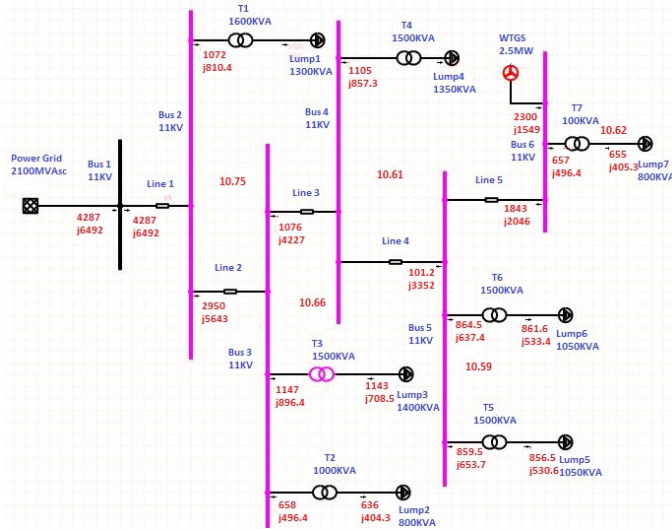 T1
1600KVA
1072
j810.4
Lump1
1300KVA
T4
1500KVA
1105
j857.3
Lump4
1350KVA
WTGS
2.5MW
2300
j1549
T7
100KVA
10.62
Bus 6
11KV
657
j496.4
655
j405.3
Lump7
800KVA
Bus 2
11KV
Bus 4
11KV
Power Grid
2100MVAsc
Bus 1
11KV
Line 1
4287
j6492
4287
j6492
10.75
Line 3
1076
j4227
10.61
Line 5
1843
j2046
Line 2
2950
j5643
Line 4
101.2
j3352
10.66
T6
1500KVA
864.5
j637.4
861.6
j533.4
Lump6
1050KVA
Bus 5
11KV
Bus 3
11KV
T3
1500KVA
1147
j896.4
1143
j708.5
Lump3
1400KVA
10.59
T5
1500KVA
859.5
j653.7
856.5
j530.6
Lump5
1050KVA
T2
1000KVA
658
j496.4
636
j404.3
Lump2
800KVA